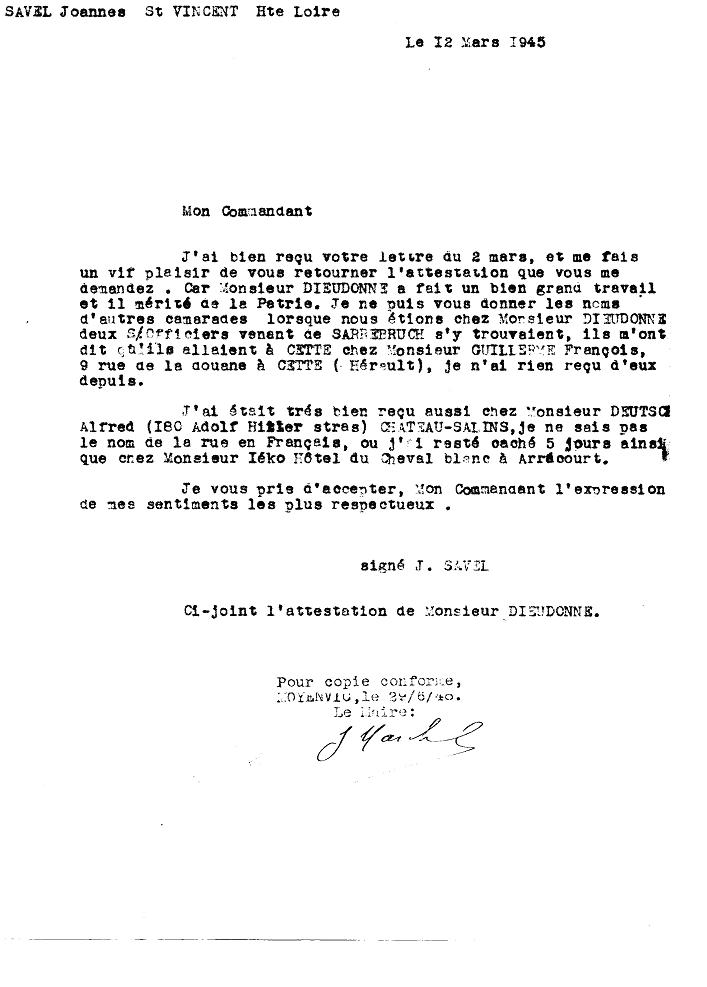 SAVEL Joannes St VINCENT Hte Loire
Le I2 Mars I945
Mon Commandant
J'ai bien reçu votre lettre du 2 mars, et me fais
un vif plaisir de vous retourner l'attestation que vous me
demandez . Car Monsieur DIEUDONNE a fait un bien grand travail
et il mérité de la Patrie. Je ne puis vous donner les noms
d'autres camarades lorsque nous étions chez Monsieur DIEUDONNE
deux S/Officiers venant de SARREBRUCH s'y trouvaient, ils m'ont
dit qu'ils allaient à CETTE chez Monsieur GUILLERME François,
9 rue de la douane à CETTE ( Hérault), je n'ai rien reçu d'eux
depuis.
J'ai était trés bien reçu aussi chez Monsieur DEUTSC
Alfred (I8C Adolf Hitler stras) CHATEAU-SALINS,je ne sais pas
le nom de la rue en Français, ou j'ai resté caché 5 jours ainsi
que chez Monsieur Iéko Hôtel du Cheval blanc à Arracourt.
Je vous prie d'accepter, Mon Commandant l'expression
de mes sentiments les plus respectueux .
signé J. SAVEL
Ci-joint l'attestation de Monsieur DIEUDONNE.
Pour copie conforme,
MOYENVIC,le
Le Maire: